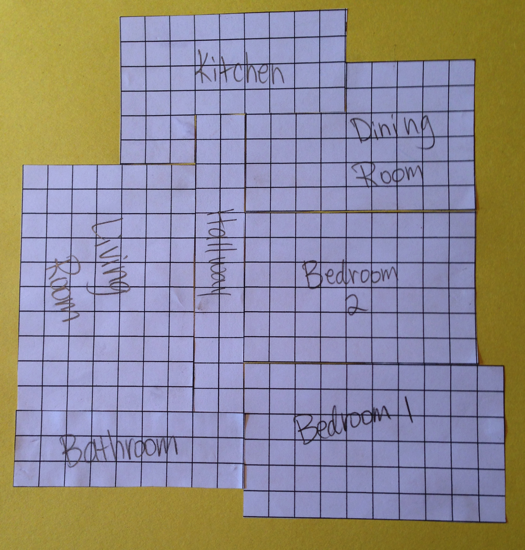 Kitchen
Dining
Room
Living
Room
Hallway
Bedroom
2
Bedroom 1
Bathroom